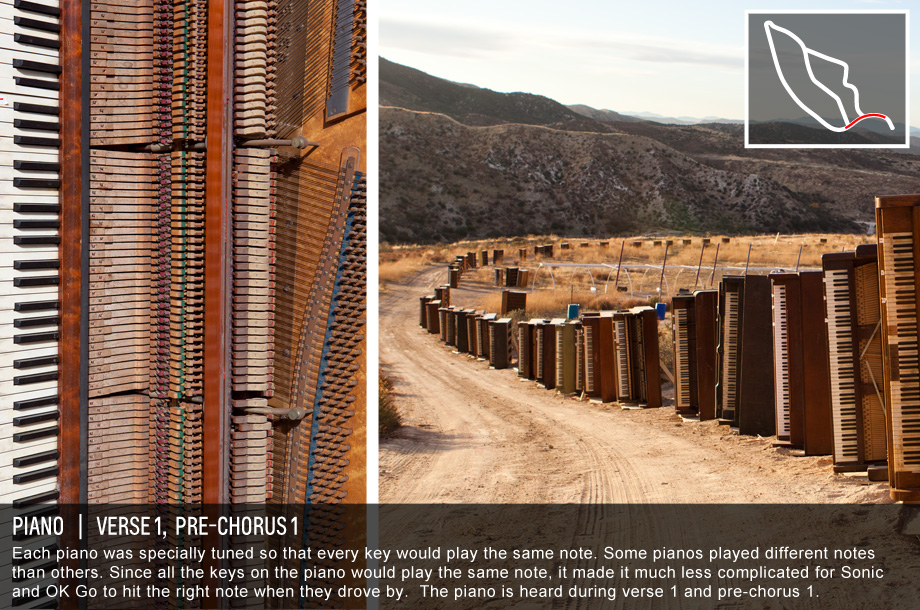 PIANO | VERSE 1, PRE-CHORUS 1
Each piano was specially tuned so that every key would play the same note. Some pianos played different notes
than others. Since all the keys on the piano would play the same note, it made it much less complicated for Sonic
and OK Go to hit the right note when they drove by. The piano is heard during verse 1 and pre-chorus 1.